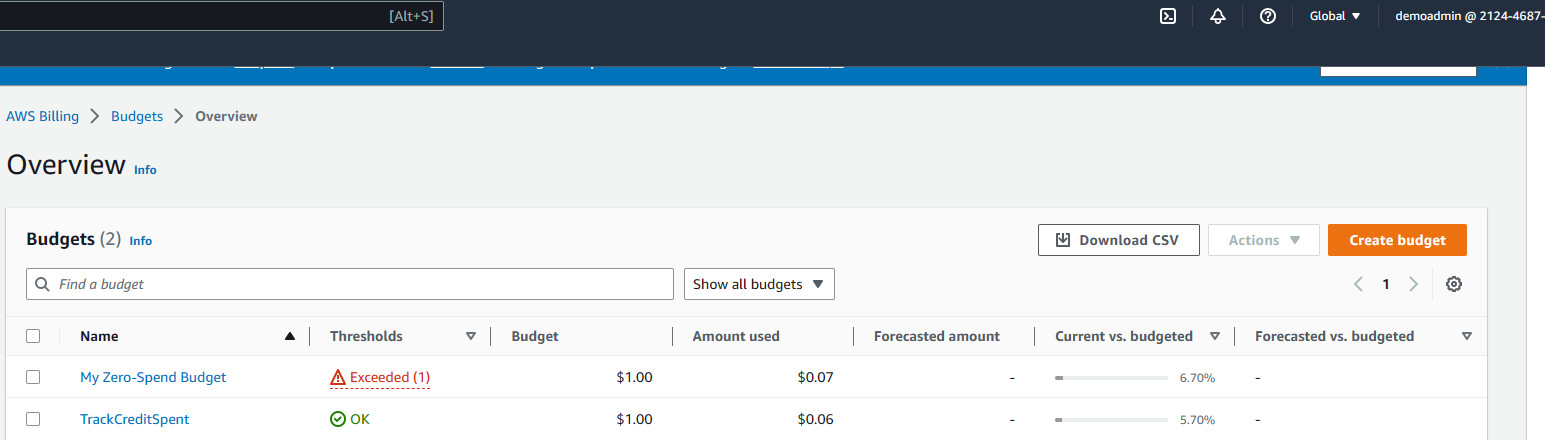 [Alt+S] Global demoadmin @ 2124-4687-
AWS Billing Budgets Overview
Overview Info
Budgets (2) Info Download CSV Actions Create budget
Find a budget Show all budgets 1
Name Thresholds Budget Amount used Forecasted amount Current vs. budgeted Forecasted vs. budgeted
My Zero-Spend Budget Exceeded (1) $1.00 $0.07 - 6.70% -
TrackCreditSpent OK $1.00 $0.06 - 5.70% -